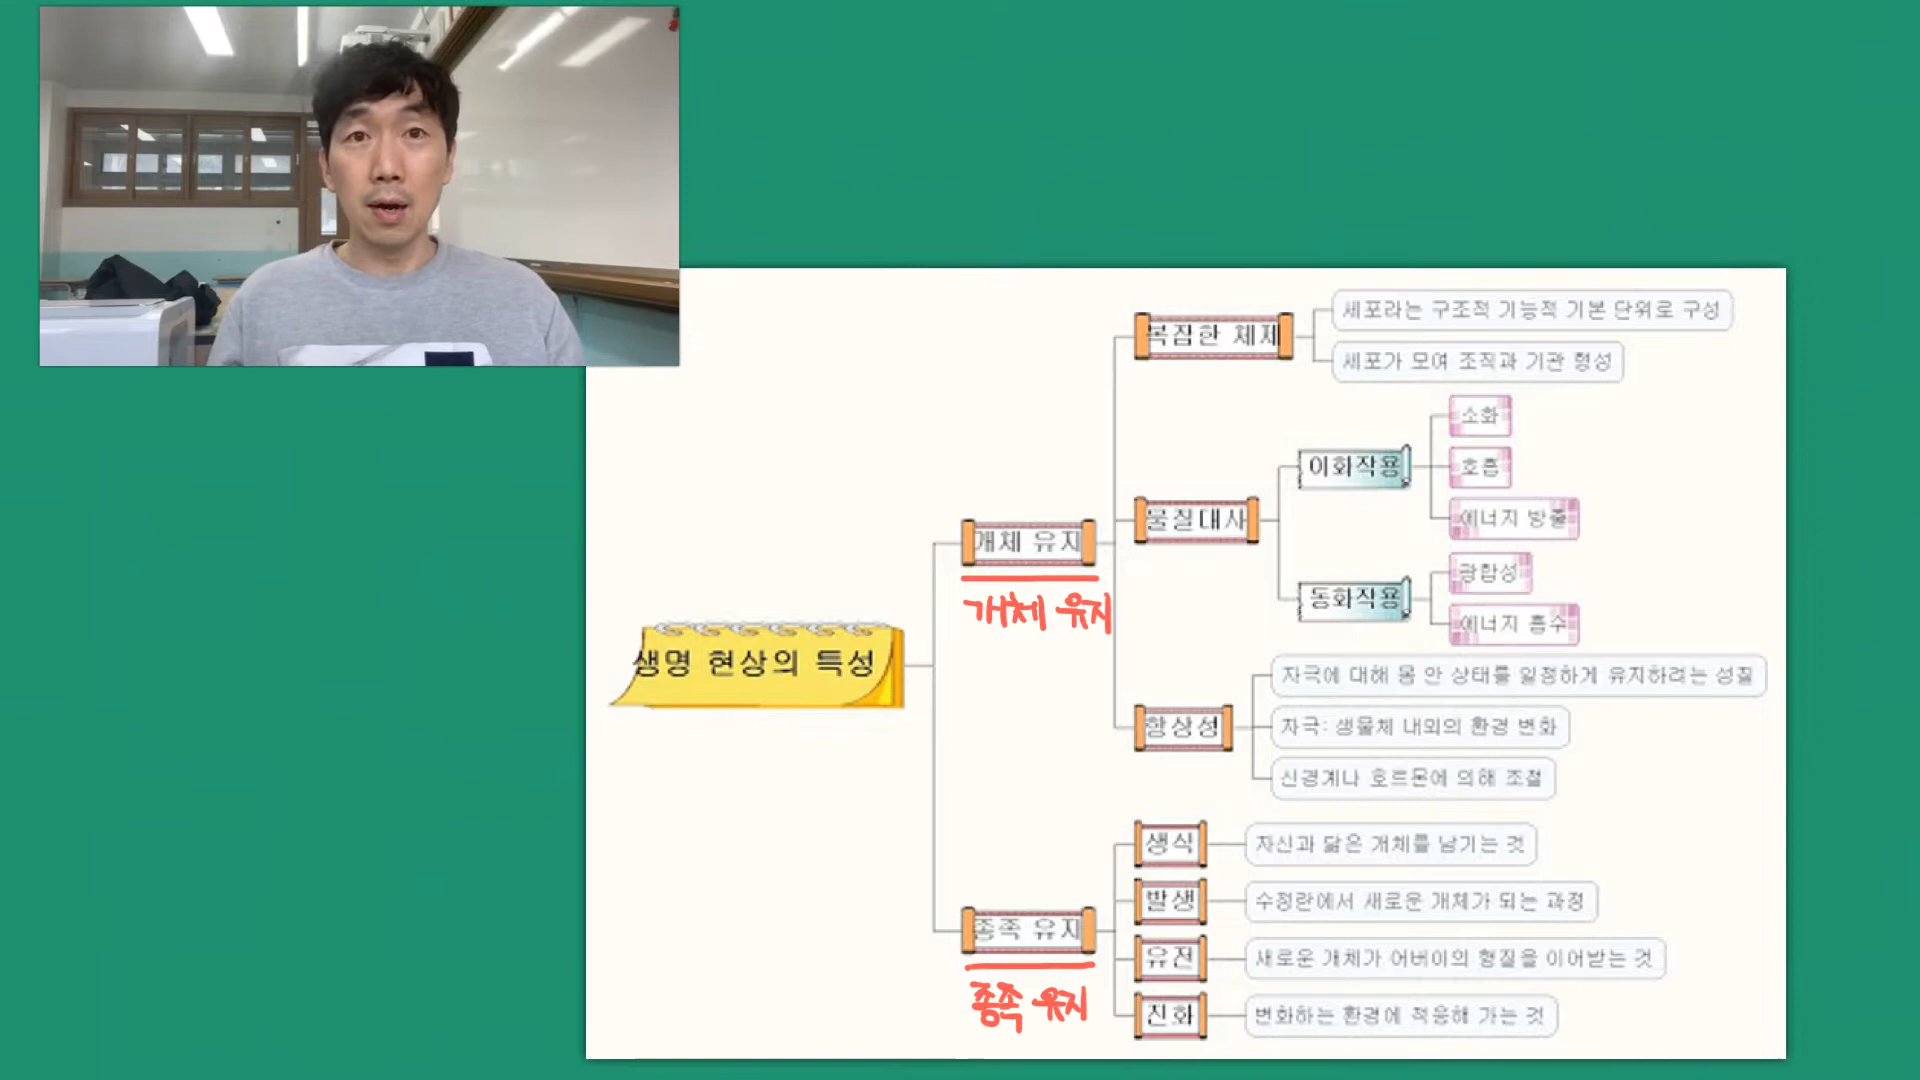 생명 현상의 특성
개체 유지
개체 유지
복잡한 체제
세포라는 구조적 기능적 기본 단위로 구성
세포가 모여 조직과 기관 형성
물질대사
이화작용
소화
호흡
에너지 방출
동화작용
광합성
에너지 흡수
항상성
자극에 대해 몸 안 상태를 일정하게 유지하려는 성질
자극: 생물체 내외의 환경 변화
신경계나 호르몬에 의해 조절
종족 유지
종족 유지
생식
자신과 닮은 개체를 남기는 것
발생
수정란에서 새로운 개체가 되는 과정
유전
새로운 개체가 어버이의 형질을 이어받는 것
진화
변화하는 환경에 적응해 가는 것